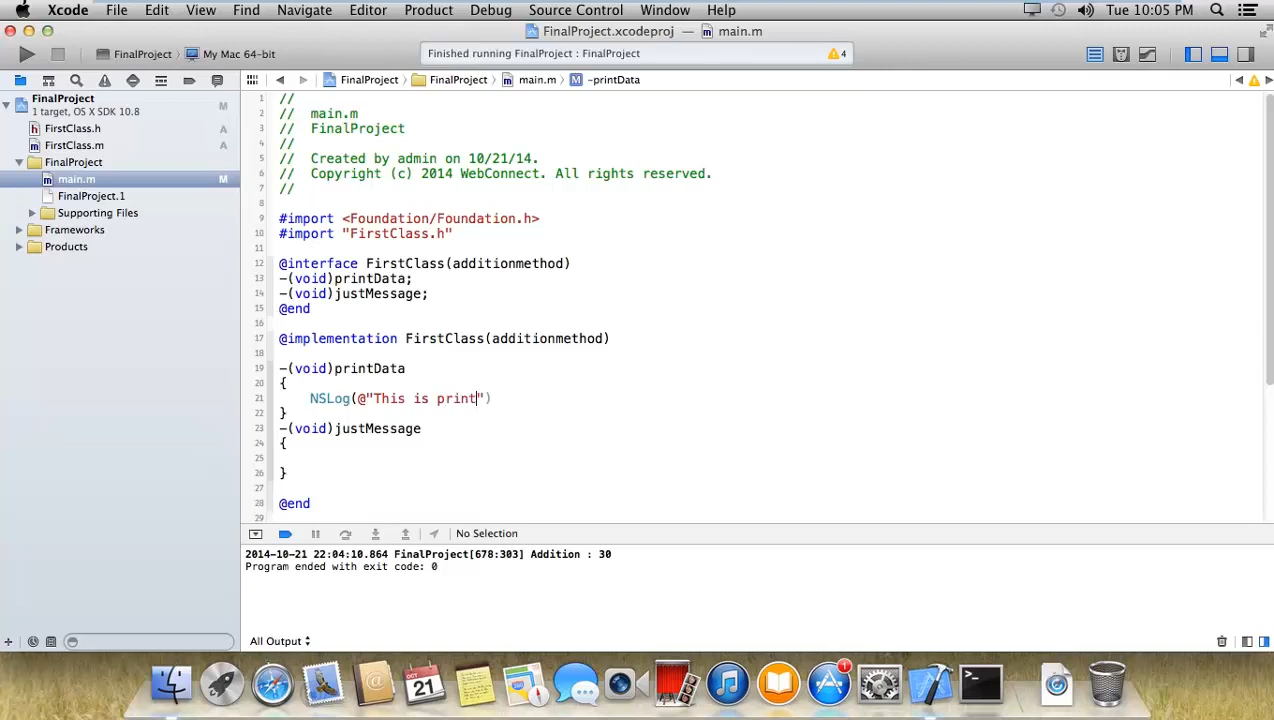 Xcode File Edit View Find Navigate Editor Product Debug Source Control Window Help Tue 10:05 PM
FinalProject.xcodeproj — main.m
FinalProject My Mac 64-bit
Finished running FinalProject : FinalProject 4
FinalProject FinalProject main.m M -printData
FinalProject M
1 target, OS X SDK 10.8
h FirstClass.h A
m FirstClass.m A
FinalProject
m main.m M
FinalProject.1
Supporting Files
Frameworks
Products
1 //
2 // main.m
3 // FinalProject
4 //
5 // Created by admin on 10/21/14.
6 // Copyright (c) 2014 WebConnect. All rights reserved.
7 //
8
9 #import <Foundation/Foundation.h>
10 #import "FirstClass.h"
11
12 @interface FirstClass(additionmethod)
13 -(void)printData;
14 -(void)justMessage;
15 @end
16
17 @implementation FirstClass(additionmethod)
18
19 -(void)printData
20 {
21 NSLog(@"This is print")
22 }
23 -(void)justMessage
24 {
25
26 }
27
28 @end
29
No Selection
2014-10-21 22:04:10.864 FinalProject[678:303] Addition : 30
Program ended with exit code: 0
All Output
OCT
21
1